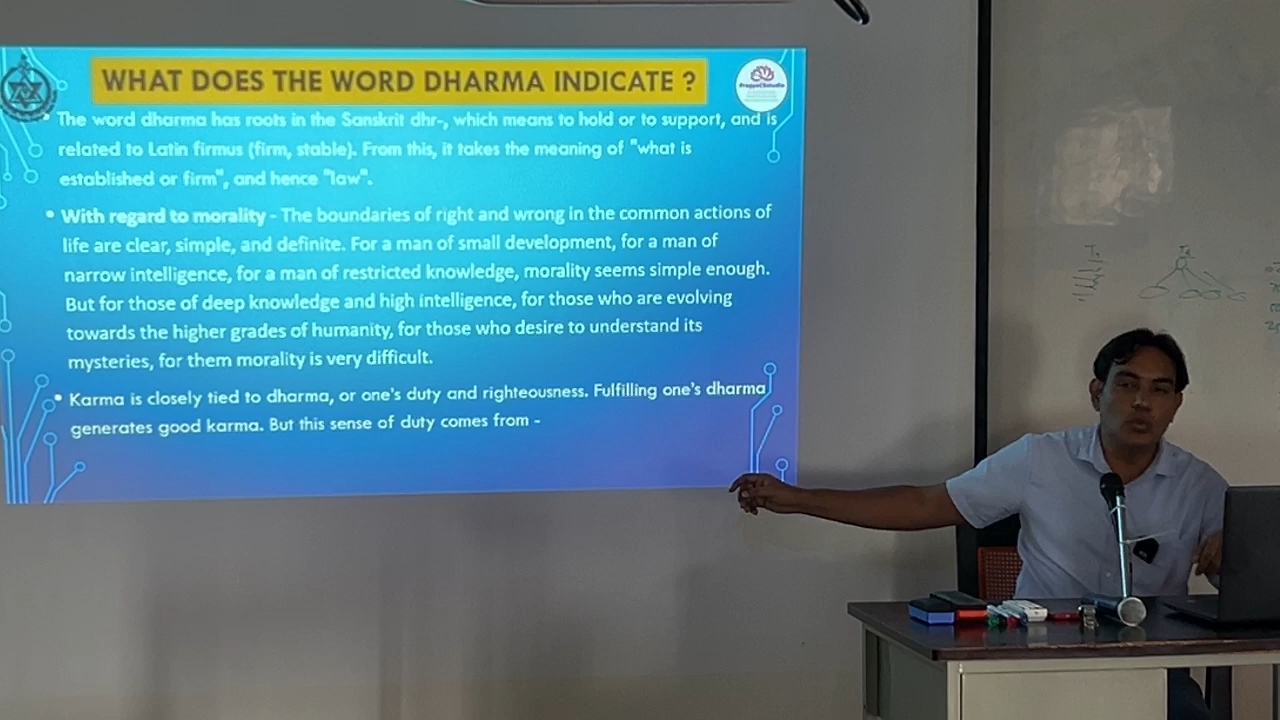 WHAT DOES THE WORD DHARMA INDICATE ?
• The word dharma has roots in the Sanskrit dhr-, which means to hold or to support, and is
related to Latin firmus (firm, stable). From this, it takes the meaning of "what is
established or firm", and hence "law".
• With regard to morality - The boundaries of right and wrong in the common actions of
life are clear, simple, and definite. For a man of small development, for a man of
narrow intelligence, for a man of restricted knowledge, morality seems simple enough.
But for those of deep knowledge and high intelligence, for those who are evolving
towards the higher grades of humanity, for those who desire to understand its
mysteries, for them morality is very difficult.
• Karma is closely tied to dharma, or one's duty and righteousness. Fulfilling one's dharma
generates good karma. But this sense of duty comes from -